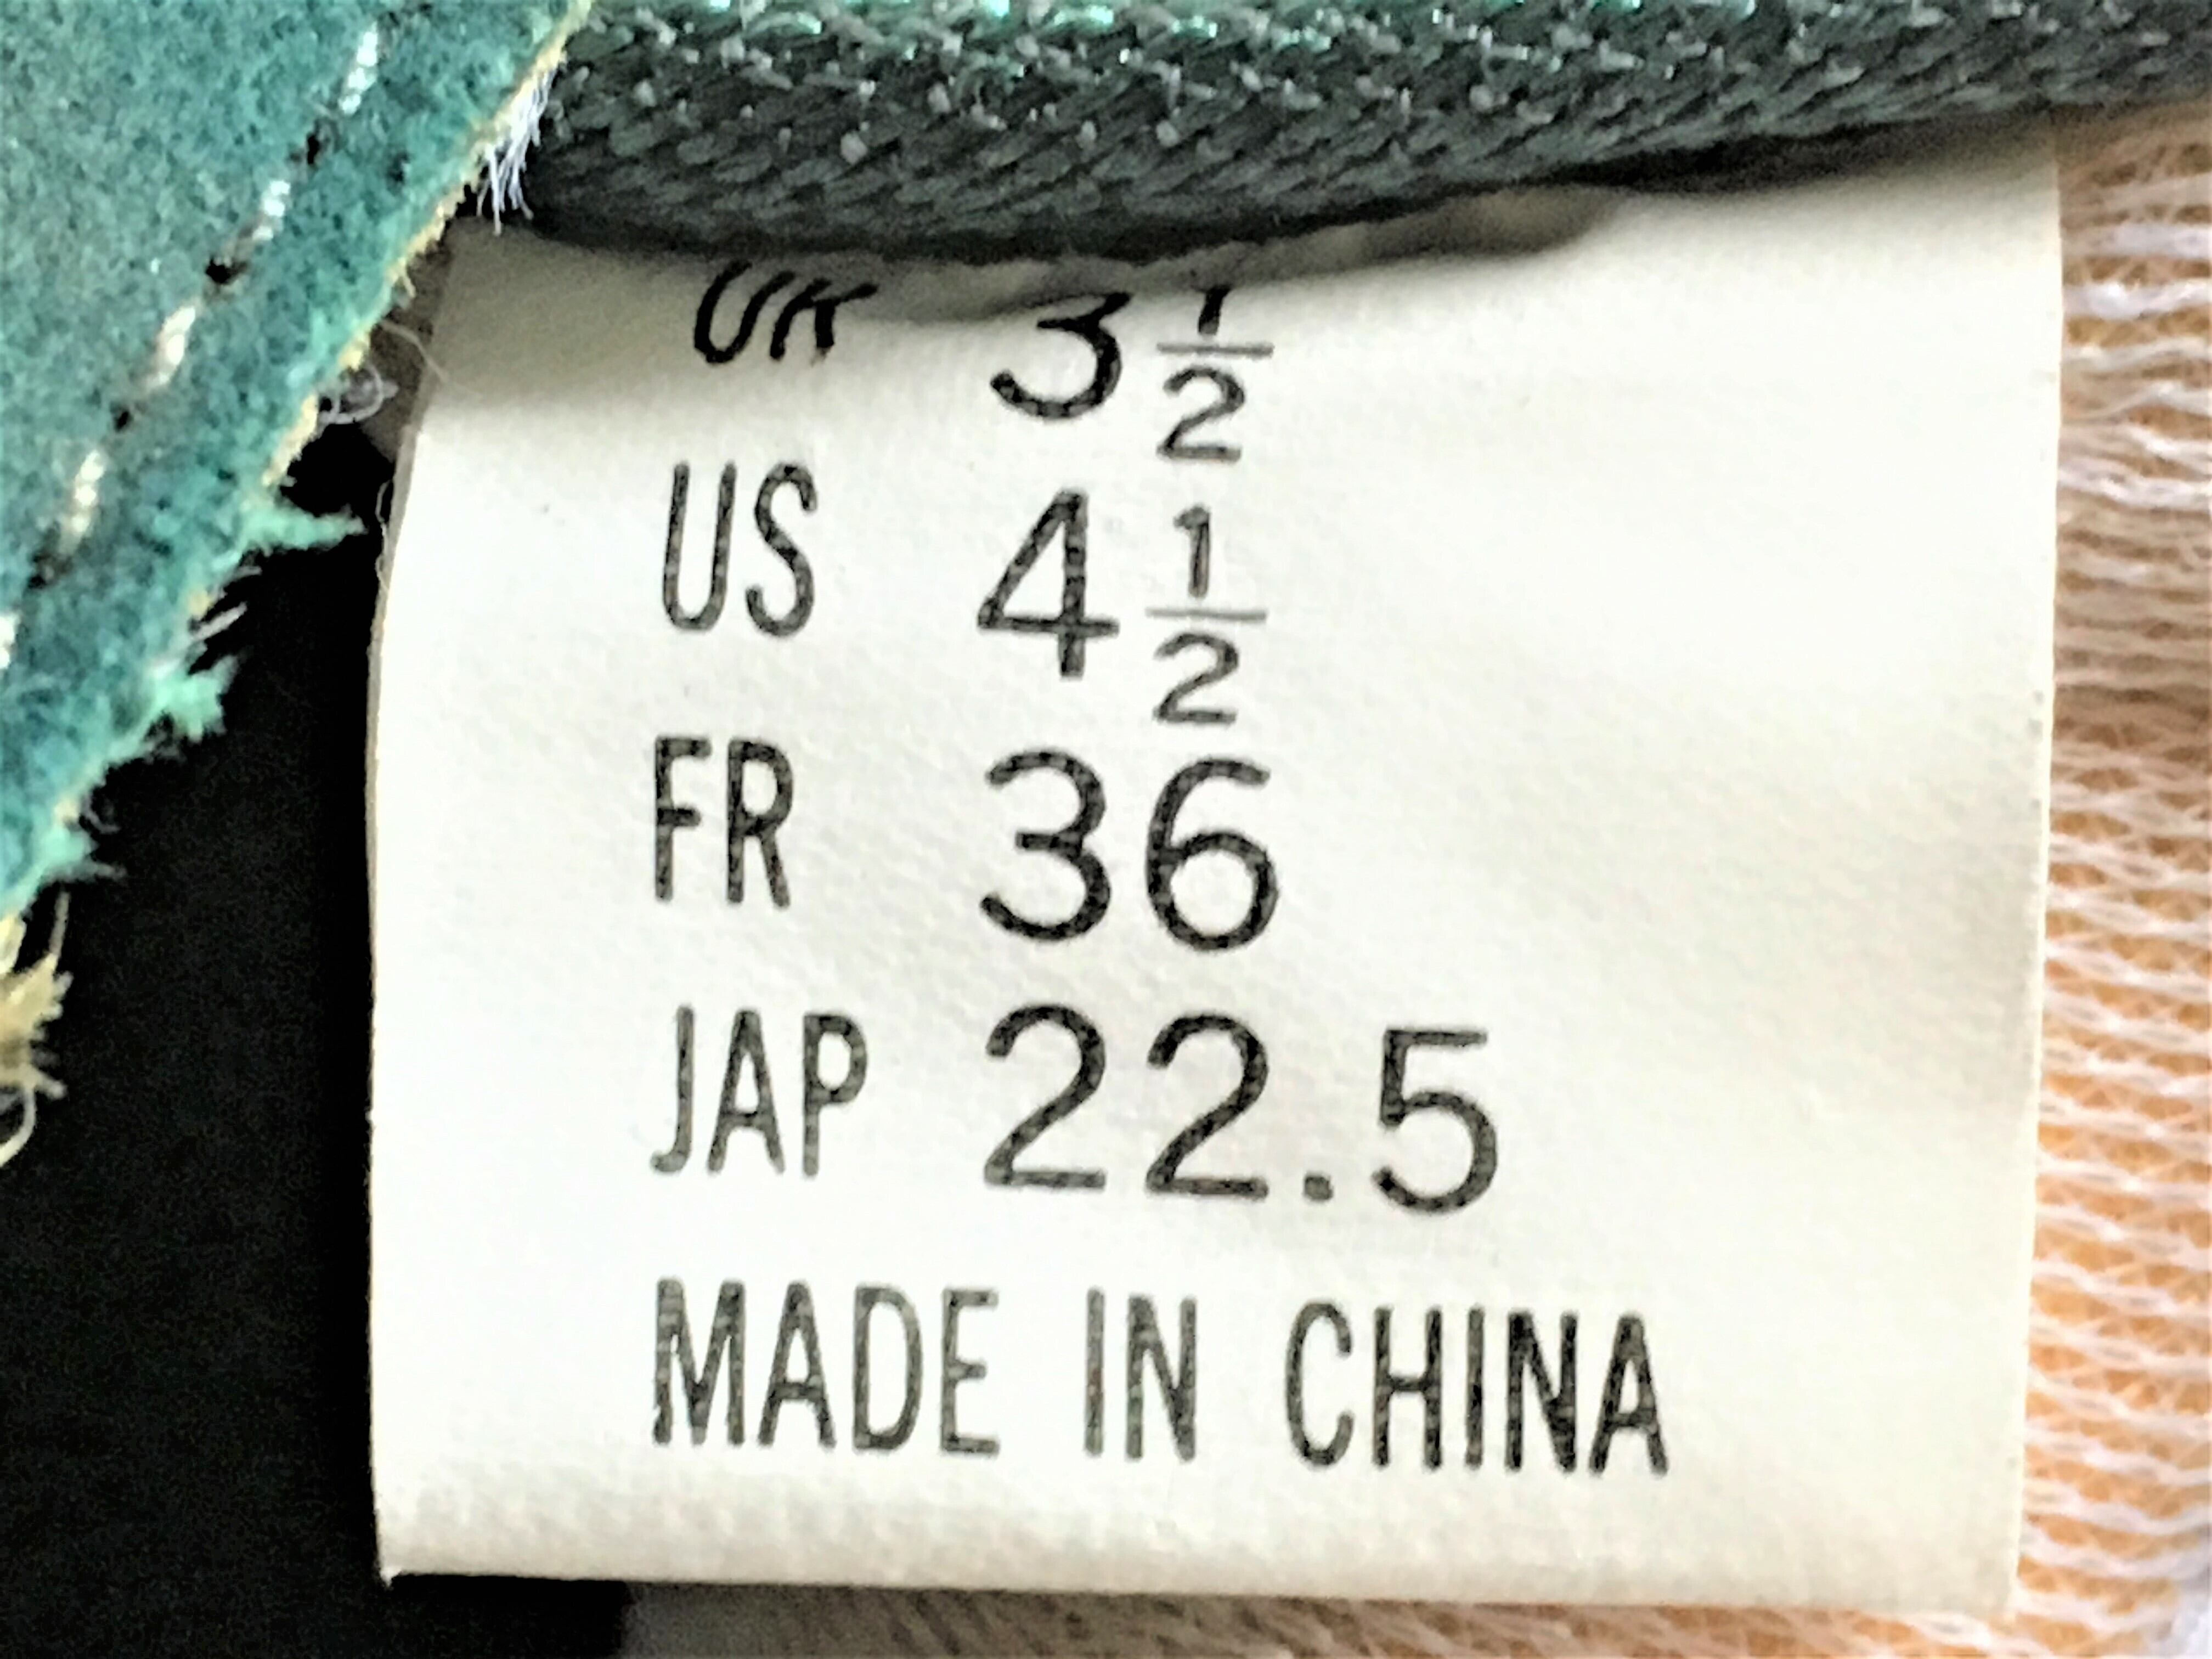 UK 3 1/2
US 4 1/2
FR 36
JAP 22.5
MADE IN CHINA